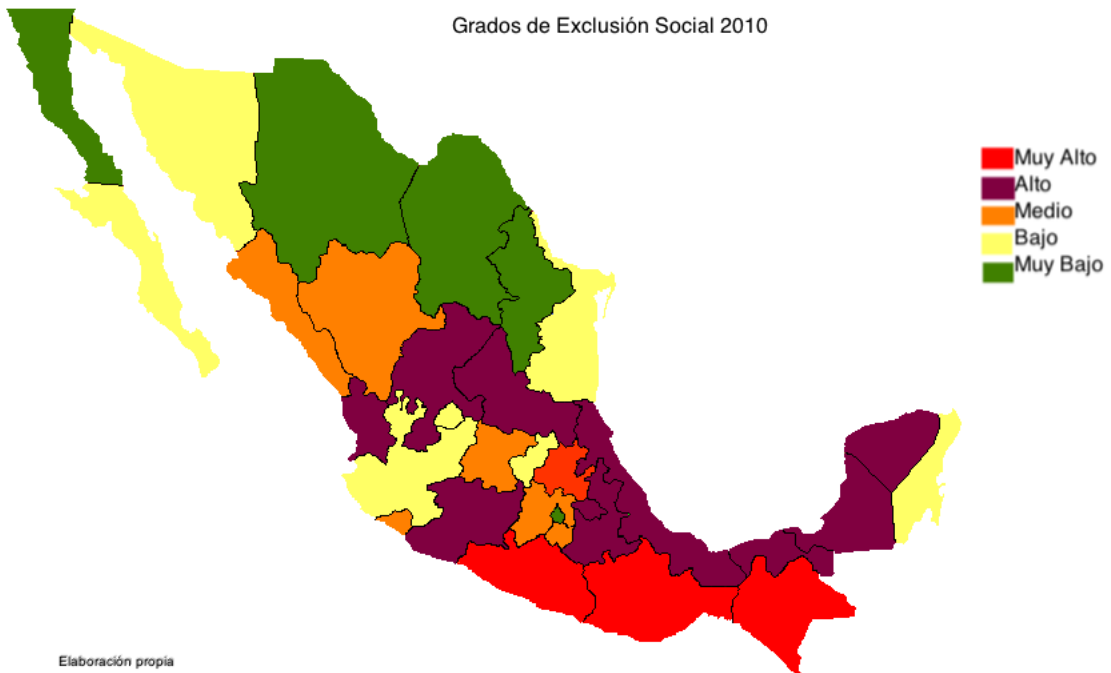 Grados de Exclusión Social 2010
Muy Alto
Alto
Medio
Bajo
Muy Bajo
Elaboración propia